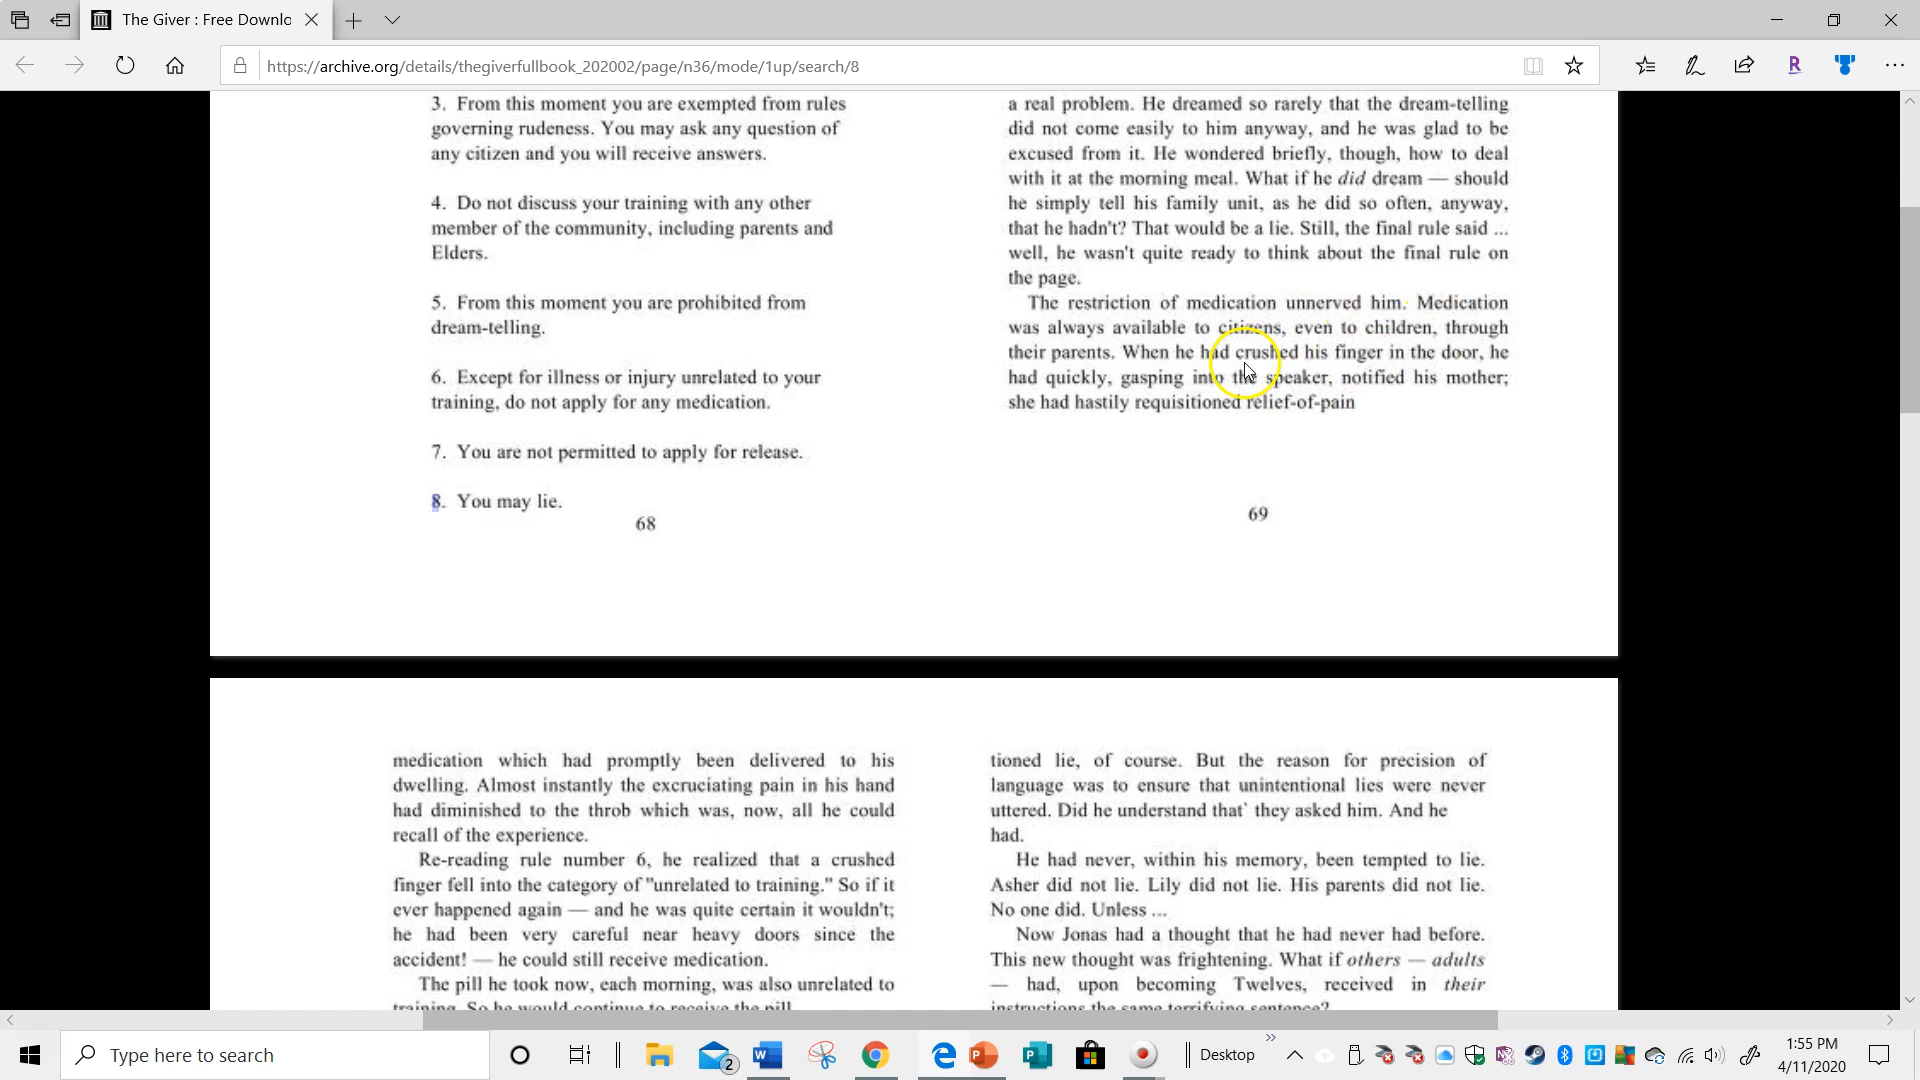 The Giver : Free Downlo
https://archive.org/details/thegiverfullbook_202002/page/n36/mode/1up/search/8
R
3. From this moment you are exempted from rules
governing rudeness. You may ask any question of
any citizen and you will receive answers.
4. Do not discuss your training with any other
member of the community, including parents and
Elders.
5. From this moment you are prohibited from
dream-telling.
6. Except for illness or injury unrelated to your
training, do not apply for any medication.
7. You are not permitted to apply for release.
8. You may lie.
68
a real problem. He dreamed so rarely that the dream-telling
did not come easily to him anyway, and he was glad to be
excused from it. He wondered briefly, though, how to deal
with it at the morning meal. What if he did dream — should
he simply tell his family unit, as he did so often, anyway,
that he hadn't? That would be a lie. Still, the final rule said ...
well, he wasn't quite ready to think about the final rule on
the page.
The restriction of medication unnerved him. Medication
was always available to citizens, even to children, through
their parents. When he had crushed his finger in the door, he
had quickly, gasping into the speaker, notified his mother;
she had hastily requisitioned relief-of-pain
69
medication which had promptly been delivered to his
dwelling. Almost instantly the excruciating pain in his hand
had diminished to the throb which was, now, all he could
recall of the experience.
Re-reading rule number 6, he realized that a crushed
finger fell into the category of "unrelated to training." So if it
ever happened again — and he was quite certain it wouldn't;
he had been very careful near heavy doors since the
accident! — he could still receive medication.
The pill he took now, each morning, was also unrelated to
training. So he would continue to receive the pill.
tioned lie, of course. But the reason for precision of
language was to ensure that unintentional lies were never
uttered. Did he understand that' they asked him. And he
had.
He had never, within his memory, been tempted to lie.
Asher did not lie. Lily did not lie. His parents did not lie.
No one did. Unless ...
Now Jonas had a thought that he had never had before.
This new thought was frightening. What if others — adults
— had, upon becoming Twelves, received in their
instructions the same terrifying sentence?
Type here to search
2
Desktop
1:55 PM
4/11/2020